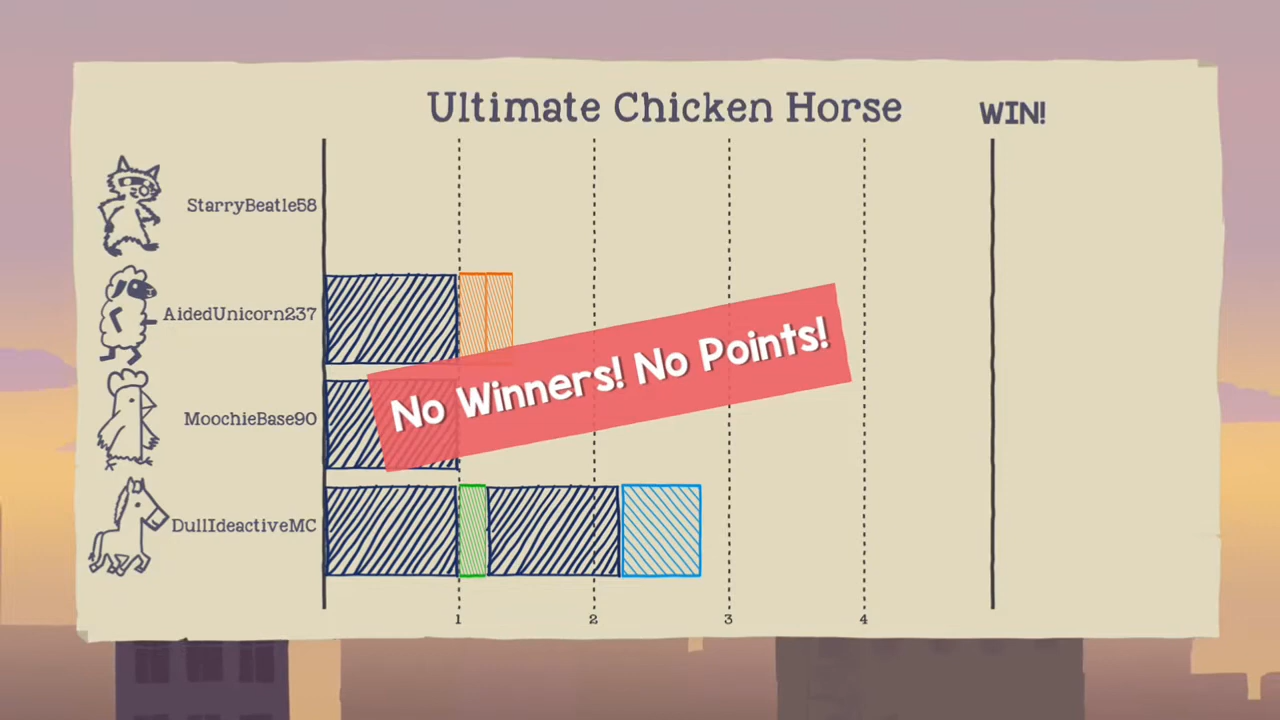 Ultimate Chicken Horse
WIN!
StarryBeatle58
AidedUnicorn237
MoochieBase90
DullIdeactiveMC
No Winners! No Points!
1 2 3 4